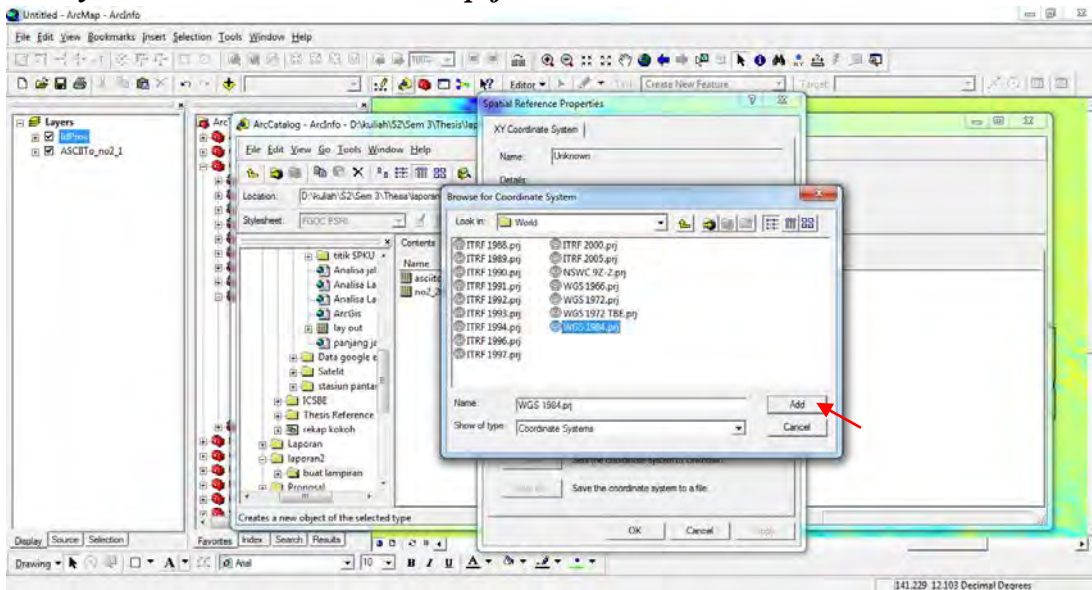 Untitled - ArcMap - ArcInfo
File Edit View Bookmarks Insert Selection Tools Window Help
Editor
Create New Feature
Target
Layers
ASCIITo_no2_1
ArcCatalog - ArcInfo - D:\kuliah\S2\Sem 3\Thesis\lap
File Edit View Go Tools Window Help
Location: D:\kuliah\S2\Sem 3\Thesis\laporan
Stylesheet: FGDC ESRI
titik SPKU
Analisa jal
Analisa La
Analisa La
ArcGis
lay out
panjang ja
Data google e
Satelit
stasiun pantau
ICSBE
Thesis Reference
rekap kokoh
Laporan
laporan2
buat lampiran
Proposal
Contents
Name
asciito
no2_2
Creates a new object of the selected type
Favorites Index Search Results
Spatial Reference Properties
XY Coordinate System
Name: Unknown
Details:
Browse for Coordinate System
Look in: World
ITRF 1988.prj
ITRF 1989.prj
ITRF 1990.prj
ITRF 1991.prj
ITRF 1992.prj
ITRF 1993.prj
ITRF 1994.prj
ITRF 1996.prj
ITRF 1997.prj
ITRF 2000.prj
ITRF 2005.prj
NSWC 9Z-2.prj
WGS 1966.prj
WGS 1972.prj
WGS 1972 TBE.prj
WGS 1984.prj
Name: WGS 1984.prj
Add
Show of type: Coordinate Systems
Cancel
Save the coordinate system to a file.
OK Cancel Apply
Display Source Selection
Drawing A Arial 10 B I U A
141.229 12.103 Decimal Degrees